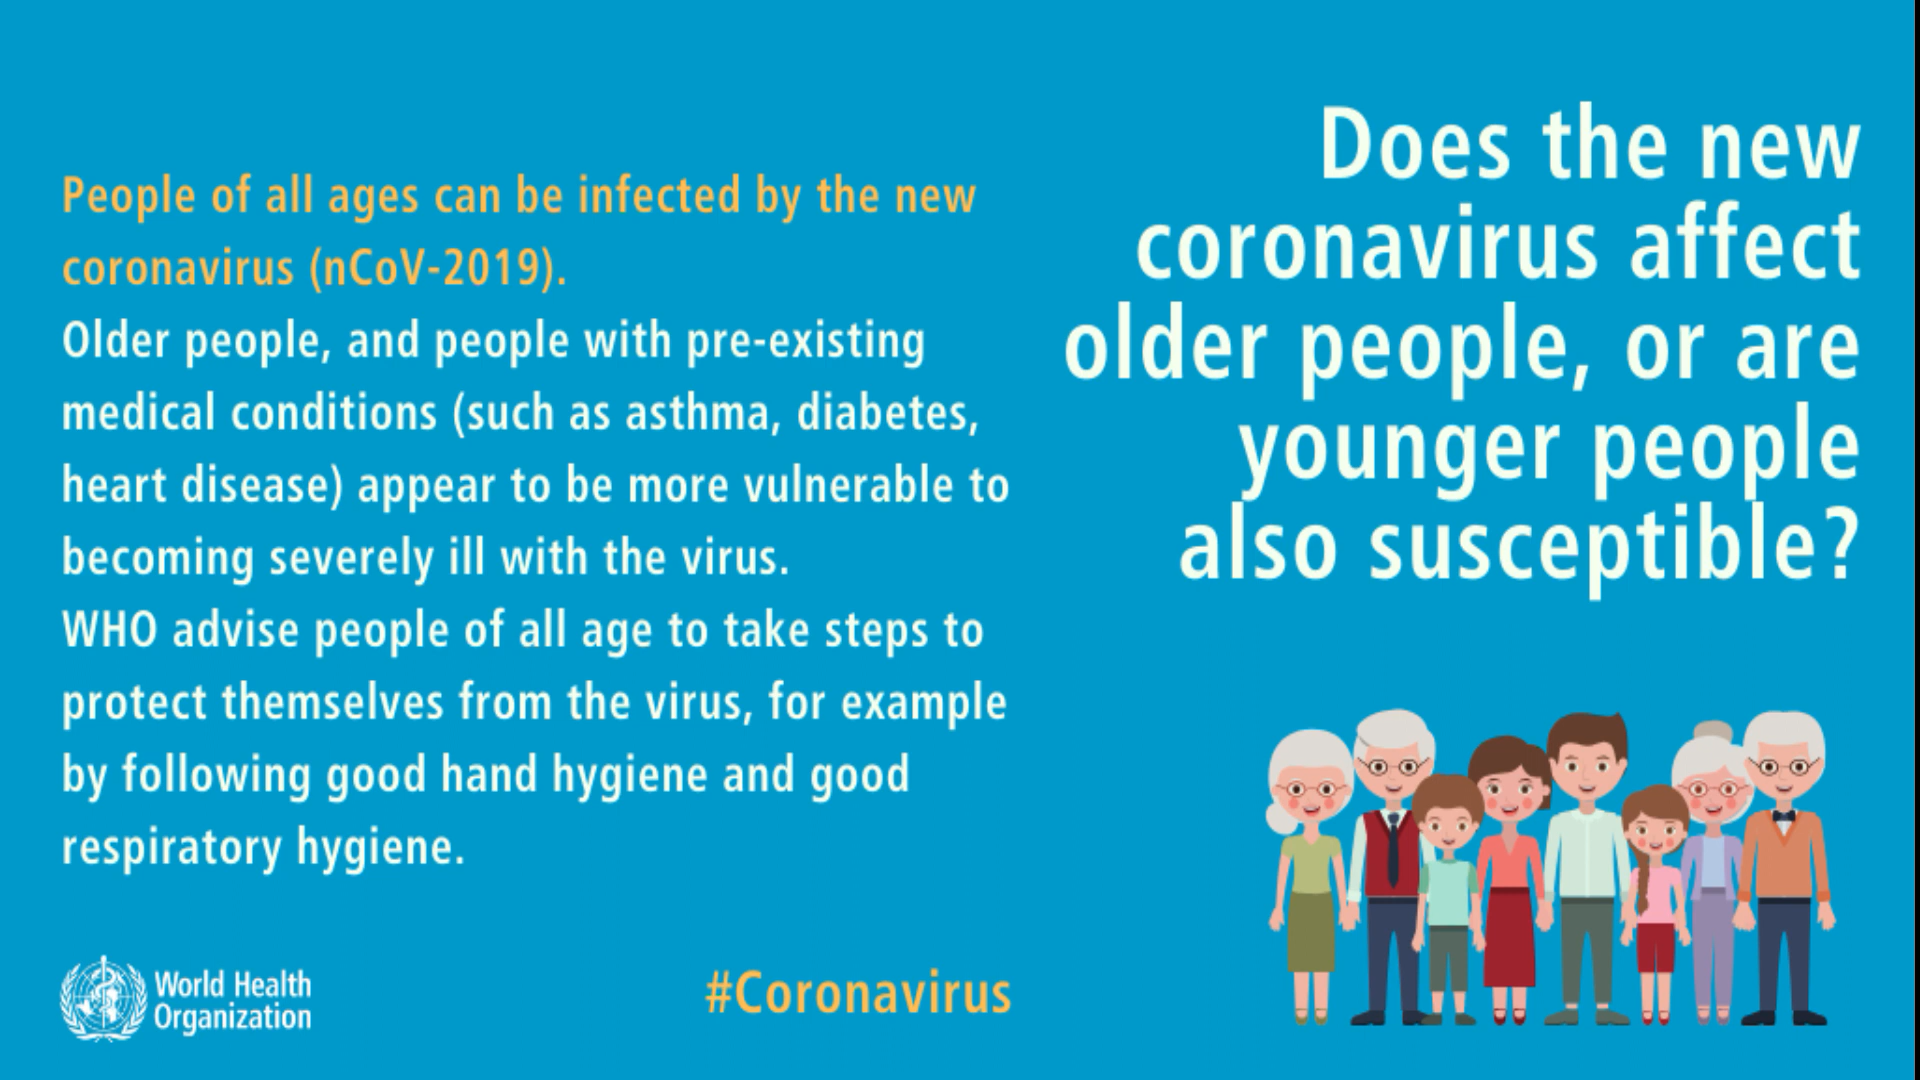 Does the new
coronavirus affect
older people, or are
younger people
also susceptible?
People of all ages can be infected by the new
coronavirus (nCoV-2019).
Older people, and people with pre-existing
medical conditions (such as asthma, diabetes,
heart disease) appear to be more vulnerable to
becoming severely ill with the virus.
WHO advise people of all age to take steps to
protect themselves from the virus, for example
by following good hand hygiene and good
respiratory hygiene.
World Health
Organization
#Coronavirus